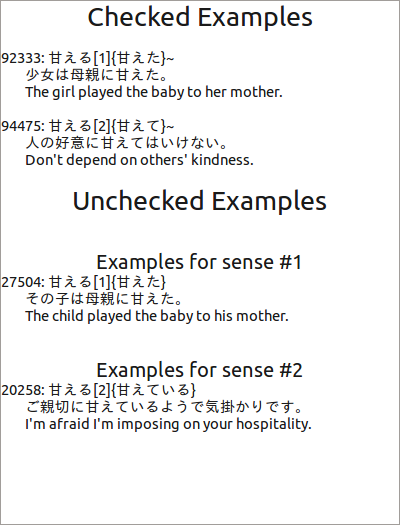 Checked Examples
92333: 甘える[1]{甘えた}~
少女は母親に甘えた。
The girl played the baby to her mother.
94475: 甘える[2]{甘えて}~
人の好意に甘えてはいけない。
Don't depend on others' kindness.
Unchecked Examples
Examples for sense #1
27504: 甘える[1]{甘えた}
その子は母親に甘えた。
The child played the baby to his mother.
Examples for sense #2
20258: 甘える[2]{甘えている}
ご親切に甘えているようで気掛かりです。
I'm afraid I'm imposing on your hospitality.